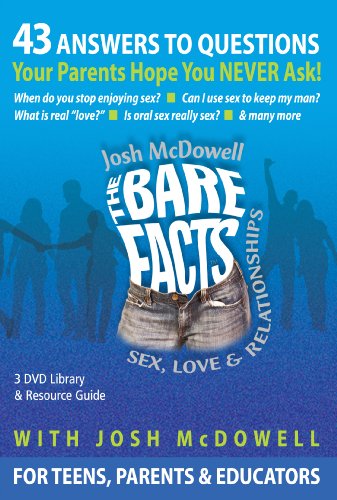 43 ANSWERS TO QUESTIONS
Your Parents Hope You NEVER Ask!
When do you stop enjoying sex? ■ Can I use sex to keep my man?
What is real “love?” ■ Is oral sex really sex? ■ & many more
Josh McDowell
THE BARE
FACTS
SEX, LOVE & RELATIONSHIPS
3 DVD Library
& Resource Guide
WITH JOSH McDOWELL
FOR TEENS, PARENTS & EDUCATORS